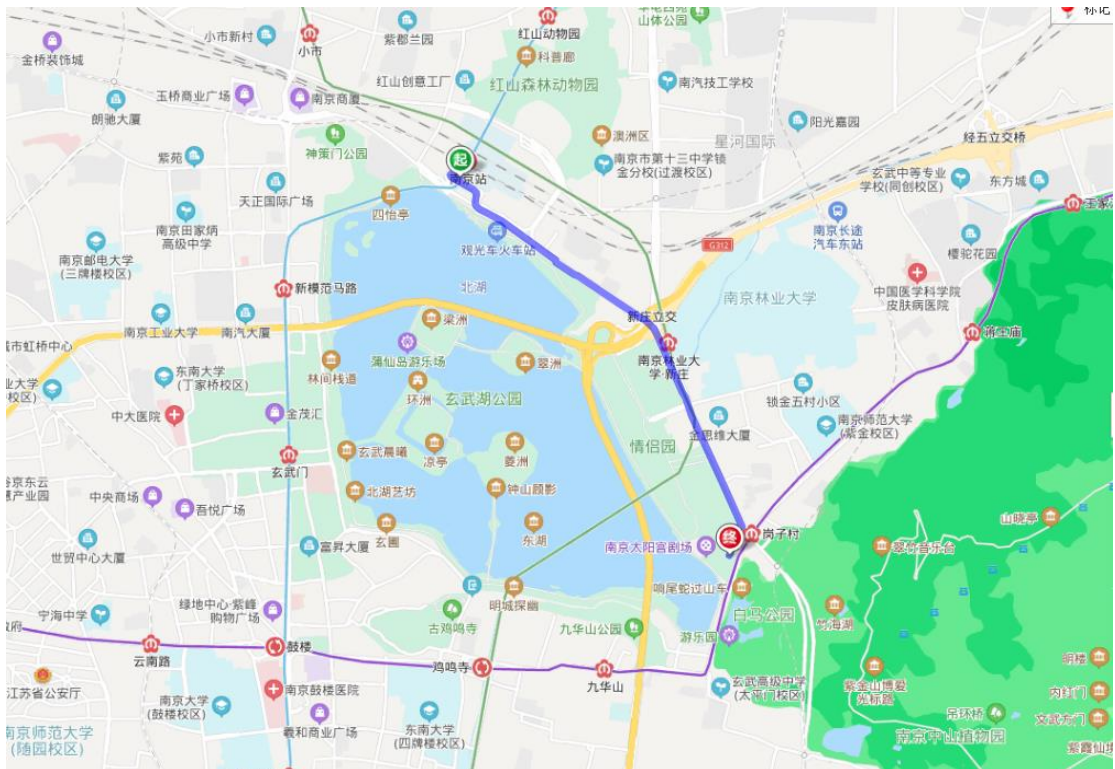 标记
小市新村
小市
紫郡兰园
红山动物园
山体公园
金桥装饰城
科普廊
红山创意工厂
红山森林动物园
南汽技工学校
玉桥商业广场
南京商厦
朗驰大厦
神策门公园
澳洲区
星河国际
阳光嘉园
经五立交桥
紫苑
起
南京站
南京市第十三中学锁
金分校(过渡校区)
玄武中等专业
学校(同创校区)
东方城
天正国际广场
四怡亭
南京田家炳
高级中学
南京长途
汽车东站
南京邮电大学
(三牌楼校区)
观光车火车站
G312
樱驼花园
北湖
新模范马路
南京林业大学
中国医学科学院
皮肤病医院
南京工业大学
南汽大厦
梁洲
新庄立交
蒋王庙
城市虹桥中心
蒲仙岛游乐场
南京林业大
学·新庄
东南大学
(丁家桥校区)
林间栈道
翠洲
环洲
玄武湖公园
锁金五村小区
中大医院
金茂汇
金思维大厦
南京师范大学
(紫金校区)
情侣园
玄武门
玄武晨曦
凉亭
菱洲
中央商场
北湖艺坊
钟山顾影
吾悦广场
山晓亭
玄圃
东湖
终
岗子村
世贸中心大厦
富昇大厦
南京太阳宫剧场
翠竹音乐台
响尾蛇过山车
宁海中学
绿地中心·紫峰
购物广场
明城探幽
白马公园
竹海湖
古鸡鸣寺
九华山公园
游乐园
云南路
鼓楼
鸡鸣寺
九华山
明楼
江苏省公安厅
南京大学
(鼓楼校区)
南京鼓楼医院
玄武高级中学
(太平门校区)
紫金山博爱
内红门
吊环桥
文武方门
南京师范大学
(随园校区)
羲和商业广场
东南大学
(四牌楼校区)
南京中山植物园